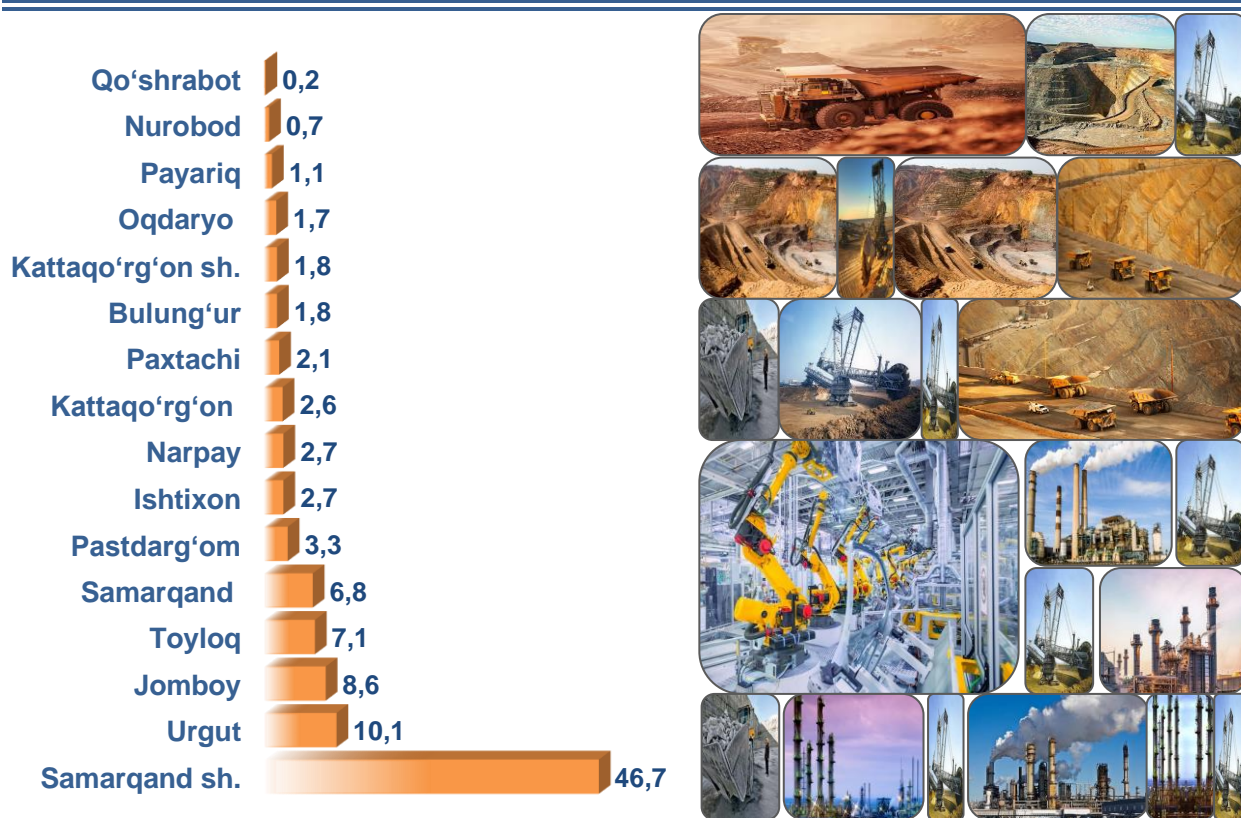 Qo‘shrabot 0,2
Nurobod 0,7
Payariq 1,1
Oqdaryo 1,7
Kattaqo‘rg‘on sh. 1,8
Bulung‘ur 1,8
Paxtachi 2,1
Kattaqo‘rg‘on 2,6
Narpay 2,7
Ishtixon 2,7
Pastdarg‘om 3,3
Samarqand 6,8
Toyloq 7,1
Jomboy 8,6
Urgut 10,1
Samarqand sh. 46,7